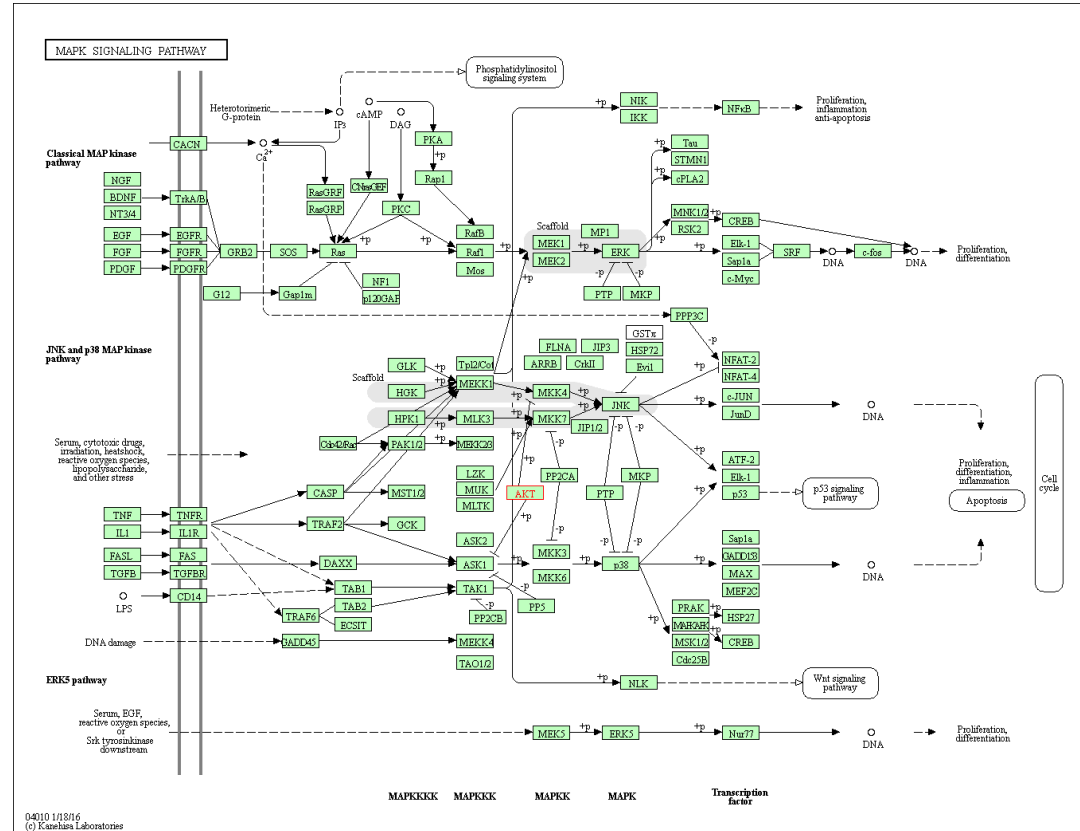 MAPK SIGNALING PATHWAY
Phosphatidylinositol
signaling system
Heterotorimeric
G-protein
IP3
cAMP
DAG
Ca2+
CACN
PKA
+p
Rap1
NIK
IKK
+p
NFκB
Proliferation,
inflammation
anti-apoptosis
Classical MAP kinase
pathway
NGF
BDNF
NT3/4
TrkA/B
EGF
FGF
PDGF
EGFR
FGFR
PDGFR
GRB2
SOS
Ras
RasGRF
RasGRP
CNrasGEF
PKC
+p
+p
RafB
Raf1
Mos
+p
G12
Gap1m
NF1
p120GAP
Scaffold
MEK1
MEK2
+p
MP1
ERK
+p
-p
-p
PTP
MKP
+p
+p
Tau
STMN1
cPLA2
+p
MNK1/2
RSK2
+p
CREB
+p
Elk-1
Sap1a
c-Myc
SRF
DNA
c-fos
DNA
Proliferation,
differentiation
PPP3C
-p
JNK and p38 MAP kinase
pathway
Scaffold
GLK
HGK
HPK1
+p
+p
+p
Tpl2/Cot
MEKK1
MLK3
MEKK2/3
+p
FLNA
JIP3
ARRB
CrkII
GSTπ
HSP72
Evi1
MKK4
MKK7
+p
+p
JNK
JIP1/2
NFAT-2
NFAT-4
c-JUN
JunD
+p
+p
DNA
Serum, cytotoxic drugs,
irradiation, heatshock,
reactive oxygen species,
lipopolysaccharide,
and other stress
Cdc42/Rac
PAK1/2
LZK
MUK
MLTK
+p
+p
AKT
PP2CA
-p
PTP
MKP
-p
-p
ATF-2
Elk-1
p53
+p
p53 signaling
pathway
Proliferation,
differentiation,
inflammation
Apoptosis
Cell
cycle
TNF
IL1
TNFR
IL1R
CASP
MST1/2
TRAF2
GCK
+p
-p
-p
-p
FASL
TGFB
FAS
TGFBR
DAXX
ASK2
ASK1
+p
MKK3
MKK6
+p
p38
+p
Sap1a
GADD153
MAX
MEF2C
DNA
LPS
CD14
TAB1
TAB2
ECSIT
TRAF6
TAK1
-p
-p
PP2CB
PP5
+p
PRAK
MAPKAPK
MSK1/2
Cdc25B
+p
+p
HSP27
CREB
DNA damage
GADD45
MEKK4
TAO1/2
ERK5 pathway
+p
NLK
Wnt signaling
pathway
Serum, EGF,
reactive oxygen species,
or
Srk tyrosinkinase
downstream
MEK5
+p
ERK5
+p
Nur77
DNA
Proliferation,
differentiation
MAPKKKK
MAPKKK
MAPKK
MAPK
Transcription
factor
04010 1/18/16
(c) Kanehisa Laboratories